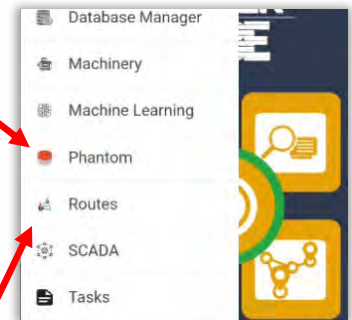 Database Manager
Machinery
Machine Learning
Phantom
Routes
SCADA
Tasks